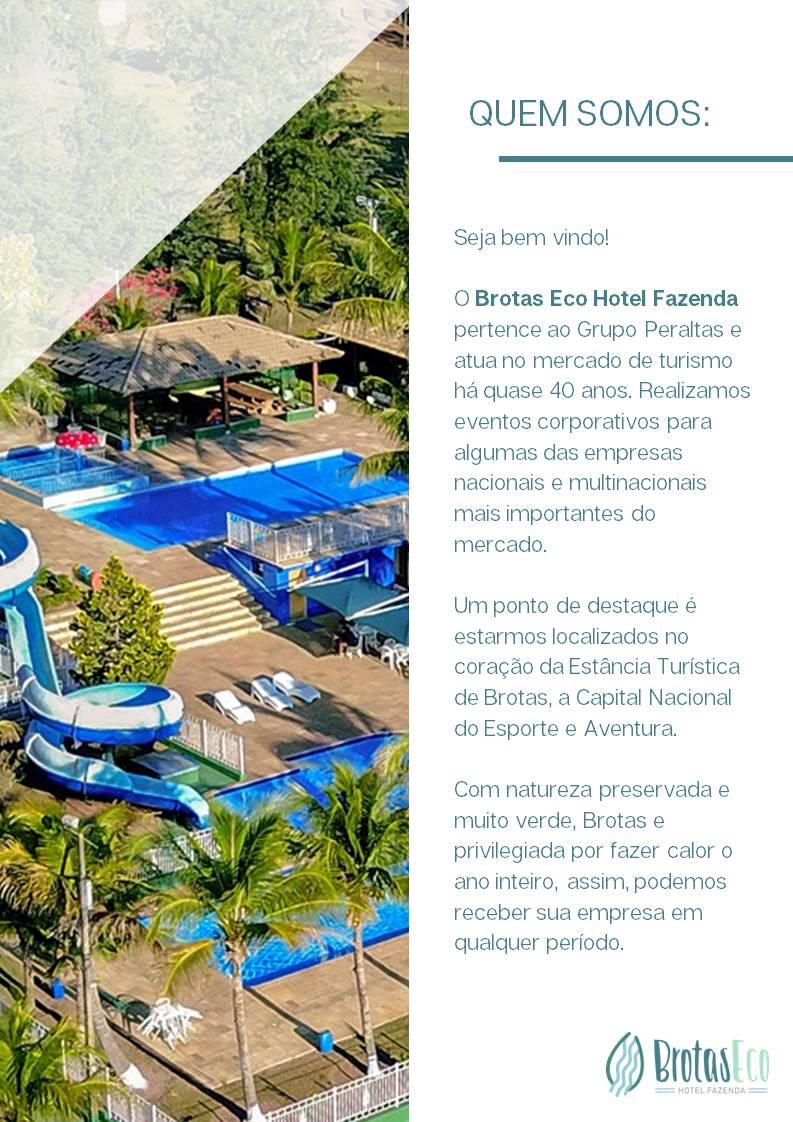 QUEM SOMOS:
Seja bem vindo!
O Brotas Eco Hotel Fazenda
pertence ao Grupo Peraltas e
atua no mercado de turismo
há quase 40 anos. Realizamos
eventos corporativos para
algumas das empresas
nacionais e multinacionais
mais importantes do
mercado.
Um ponto de destaque é
estarmos localizados no
coração da Estância Turística
de Brotas, a Capital Nacional
do Esporte e Aventura.
Com natureza preservada e
muito verde, Brotas e
privilegiada por fazer calor o
ano inteiro, assim, podemos
receber sua empresa em
qualquer período.
BrotasEco
HOTEL FAZENDA